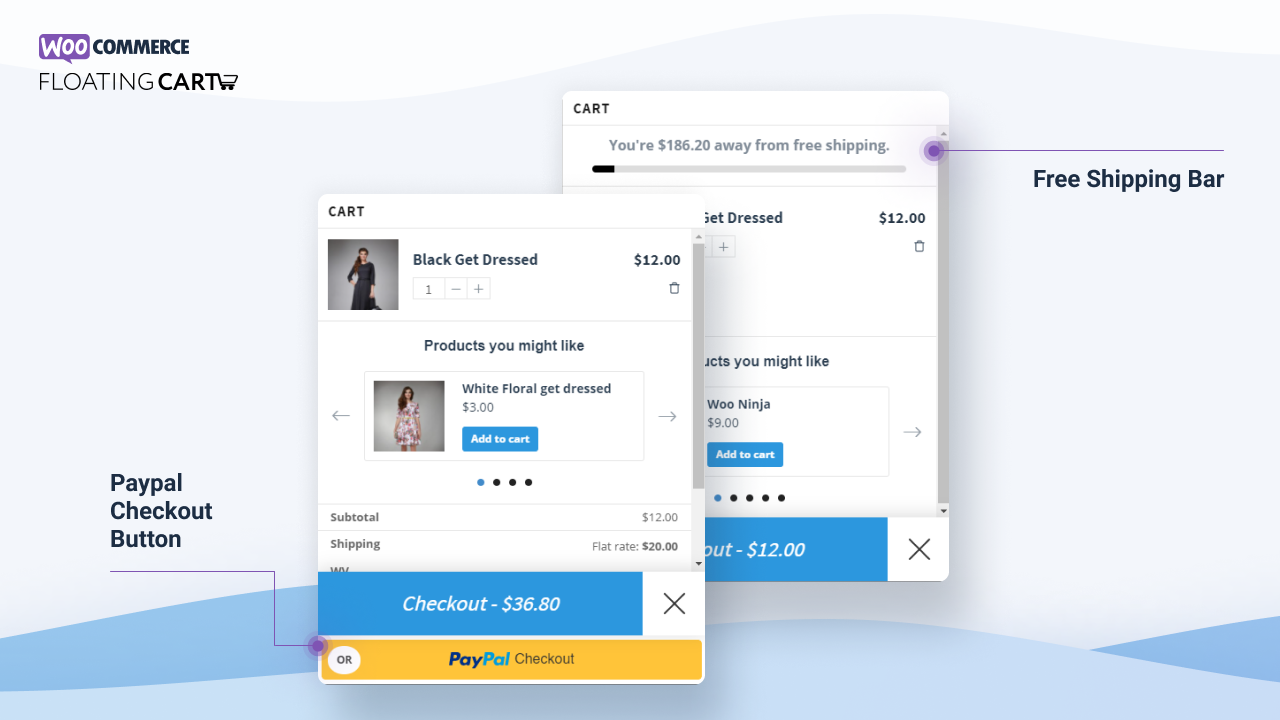 WOO COMMERCE
FLOATING CART
CART
You're $186.20 away from free shipping.
Free Shipping Bar
Get Dressed $12.00
+
ucts you might like
Woo Ninja
$9.00
Add to cart
→
out - $12.00
CART
Black Get Dressed $12.00
1 − +
Products you might like
←
White Floral get dressed
$3.00
Add to cart
→
Subtotal $12.00
Shipping Flat rate: $20.00
WV
Checkout - $36.80
OR PayPal Checkout
Paypal
Checkout
Button